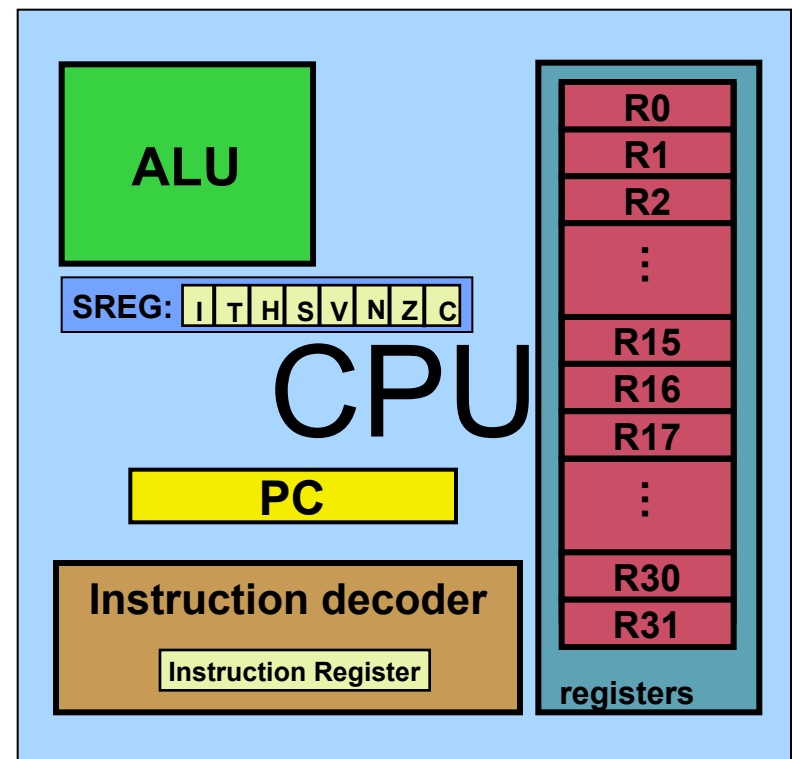 ALU
SREG: I T H S V N Z C
CPU
PC
Instruction decoder
Instruction Register
R0
R1
R2
⋮
R15
R16
R17
⋮
R30
R31
registers